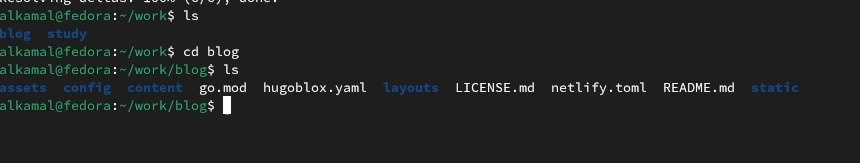 Resolving deltas: 100% (6/6), done.
alkamal@fedora:~/work$ ls
blog study
alkamal@fedora:~/work$ cd blog
alkamal@fedora:~/work/blog$ ls
assets config content go.mod hugoblox.yaml layouts LICENSE.md netlify.toml README.md static
alkamal@fedora:~/work/blog$